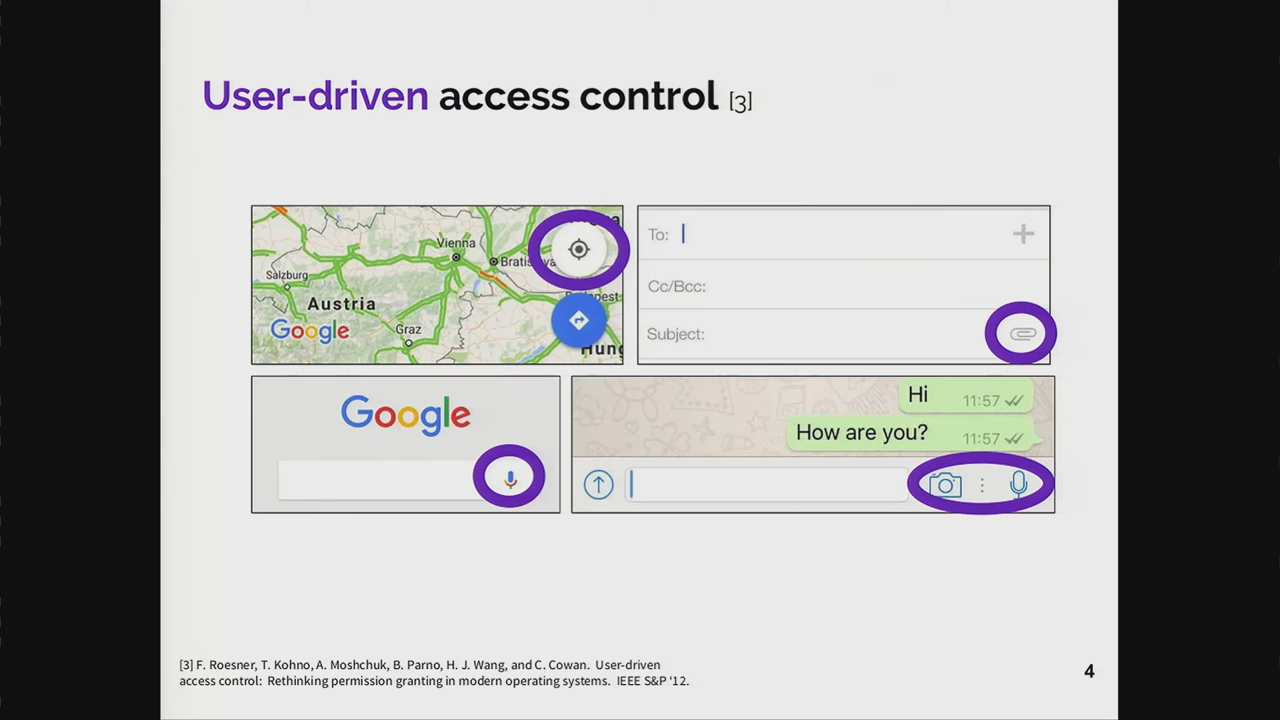 User-driven access control [3]
Vienna
Bratislava
Salzburg
Austria
Google
Graz
Hung
To:
Cc/Bcc:
Subject:
Google
Hi 11:57
How are you? 11:57
[3] F. Roesner, T. Kohno, A. Moshchuk, B. Parno, H. J. Wang, and C. Cowan. User-driven
access control: Rethinking permission granting in modern operating systems. IEEE S&P ‘12.
4